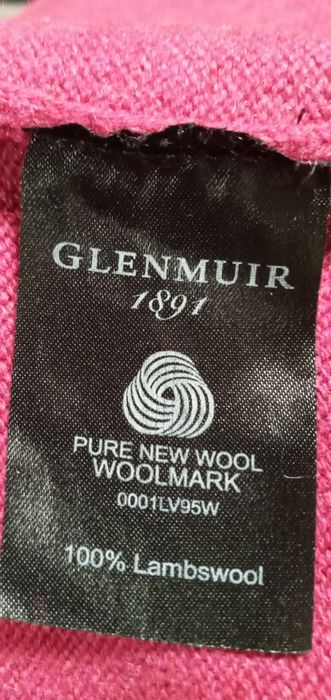 GLENMUIR
1891
PURE NEW WOOL
WOOLMARK
0001LV95W
100% Lambswool